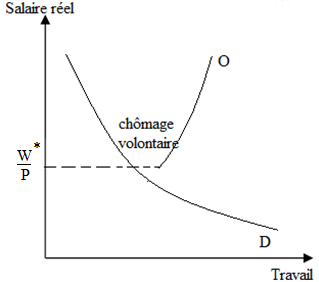 Salaire réel
O
chômage
volontaire
W*
P
D
Travail